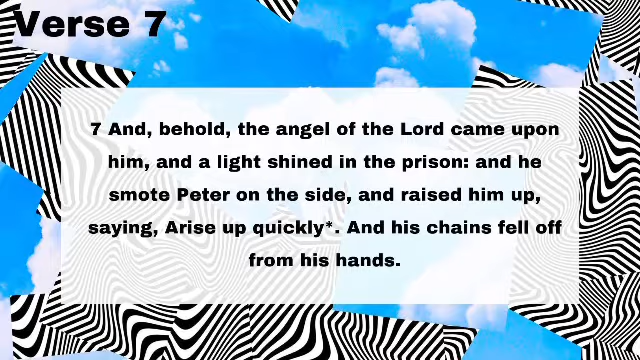 Verse 7
7 And, behold, the angel of the Lord came upon
him, and a light shined in the prison: and he
smote Peter on the side, and raised him up,
saying, Arise up quickly*. And his chains fell off
from his hands.